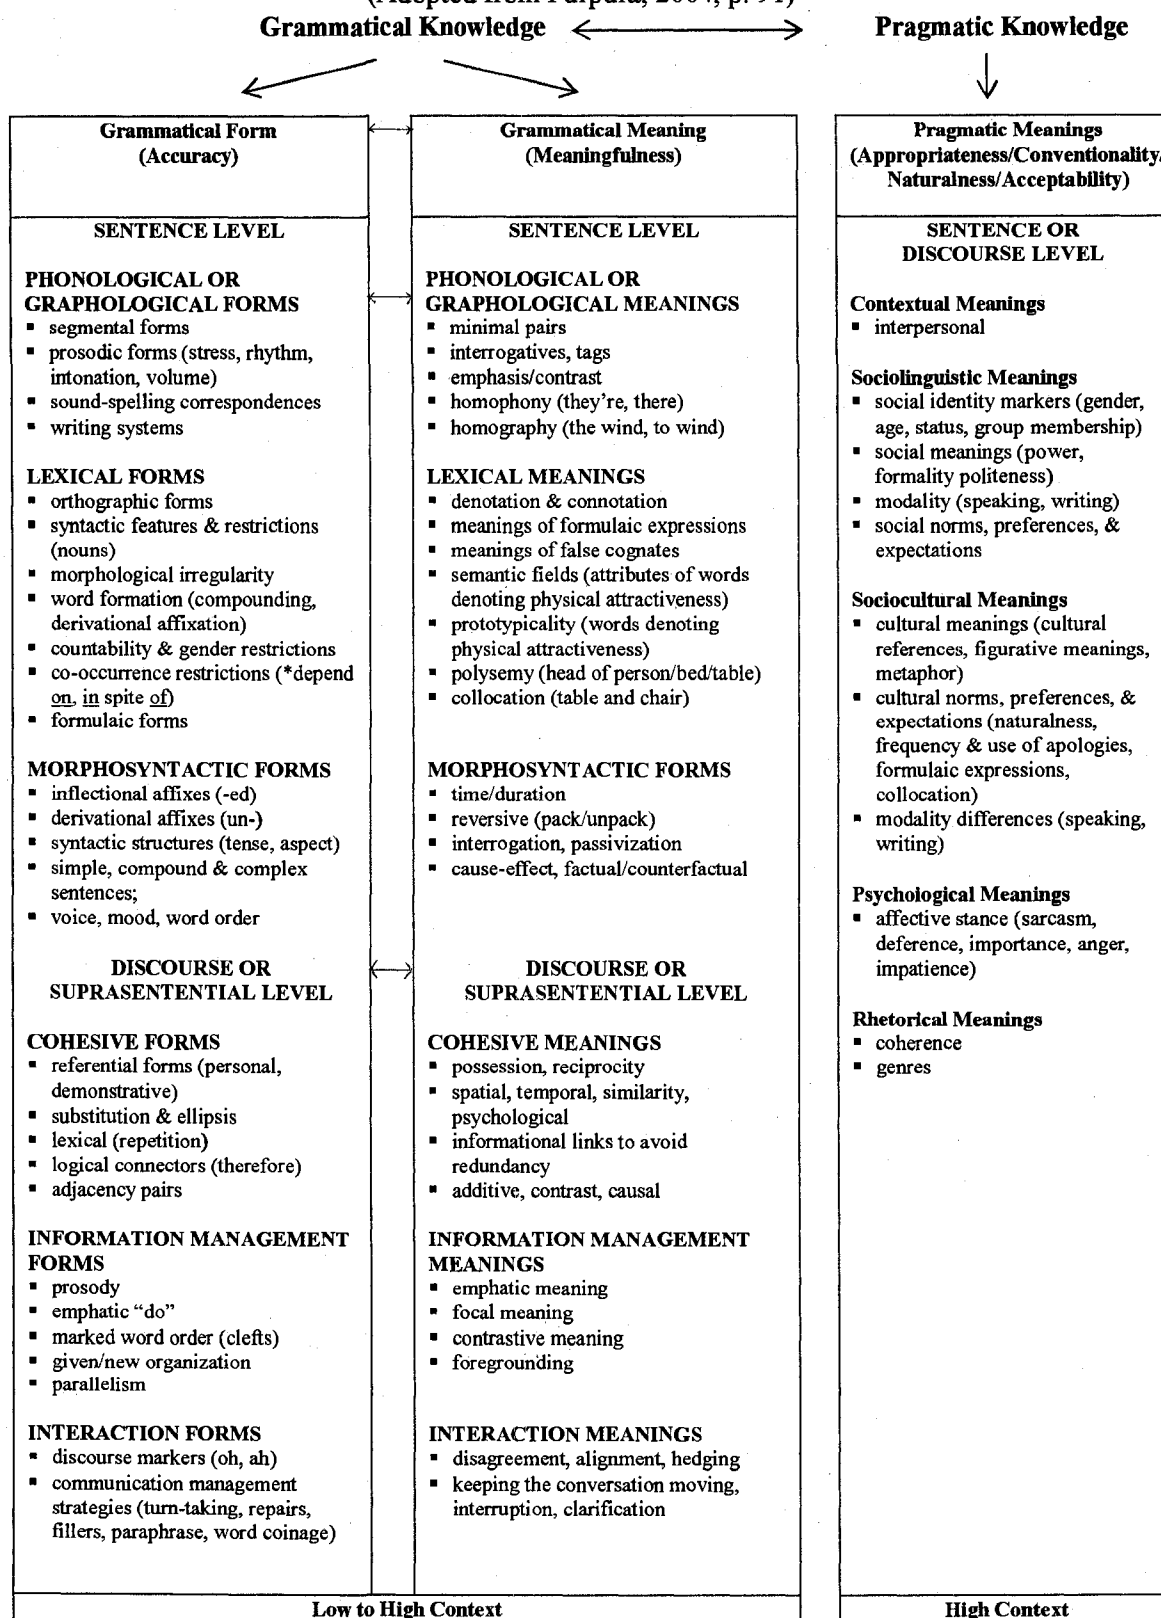 (Adopted from Purpura, 2004, p. 91)
Grammatical Knowledge
Pragmatic Knowledge
Grammatical Form
(Accuracy)
SENTENCE LEVEL
PHONOLOGICAL OR
GRAPHOLOGICAL FORMS
▪ segmental forms
▪ prosodic forms (stress, rhythm,
intonation, volume)
▪ sound-spelling correspondences
▪ writing systems
LEXICAL FORMS
▪ orthographic forms
▪ syntactic features & restrictions
(nouns)
▪ morphological irregularity
▪ word formation (compounding,
derivational affixation)
▪ countability & gender restrictions
▪ co-occurrence restrictions (*depend
on, in spite of)
▪ formulaic forms
MORPHOSYNTACTIC FORMS
▪ inflectional affixes (-ed)
▪ derivational affixes (un-)
▪ syntactic structures (tense, aspect)
▪ simple, compound & complex
sentences;
▪ voice, mood, word order
DISCOURSE OR
SUPRASENTENTIAL LEVEL
COHESIVE FORMS
▪ referential forms (personal,
demonstrative)
▪ substitution & ellipsis
▪ lexical (repetition)
▪ logical connectors (therefore)
▪ adjacency pairs
INFORMATION MANAGEMENT
FORMS
▪ prosody
▪ emphatic “do”
▪ marked word order (clefts)
▪ given/new organization
▪ parallelism
INTERACTION FORMS
▪ discourse markers (oh, ah)
▪ communication management
strategies (turn-taking, repairs,
fillers, paraphrase, word coinage)
Grammatical Meaning
(Meaningfulness)
SENTENCE LEVEL
PHONOLOGICAL OR
GRAPHOLOGICAL MEANINGS
▪ minimal pairs
▪ interrogatives, tags
▪ emphasis/contrast
▪ homophony (they’re, there)
▪ homography (the wind, to wind)
LEXICAL MEANINGS
▪ denotation & connotation
▪ meanings of formulaic expressions
▪ meanings of false cognates
▪ semantic fields (attributes of words
denoting physical attractiveness)
▪ prototypicality (words denoting
physical attractiveness)
▪ polysemy (head of person/bed/table)
▪ collocation (table and chair)
MORPHOSYNTACTIC FORMS
▪ time/duration
▪ reversive (pack/unpack)
▪ interrogation, passivization
▪ cause-effect, factual/counterfactual
DISCOURSE OR
SUPRASENTENTIAL LEVEL
COHESIVE MEANINGS
▪ possession, reciprocity
▪ spatial, temporal, similarity,
psychological
▪ informational links to avoid
redundancy
▪ additive, contrast, causal
INFORMATION MANAGEMENT
MEANINGS
▪ emphatic meaning
▪ focal meaning
▪ contrastive meaning
▪ foregrounding
INTERACTION MEANINGS
▪ disagreement, alignment, hedging
▪ keeping the conversation moving,
interruption, clarification
Low to High Context
Pragmatic Meanings
(Appropriateness/Conventionality/
Naturalness/Acceptability)
SENTENCE OR
DISCOURSE LEVEL
Contextual Meanings
▪ interpersonal
Sociolinguistic Meanings
▪ social identity markers (gender,
age, status, group membership)
▪ social meanings (power,
formality politeness)
▪ modality (speaking, writing)
▪ social norms, preferences, &
expectations
Sociocultural Meanings
▪ cultural meanings (cultural
references, figurative meanings,
metaphor)
▪ cultural norms, preferences, &
expectations (naturalness,
frequency & use of apologies,
formulaic expressions,
collocation)
▪ modality differences (speaking,
writing)
Psychological Meanings
▪ affective stance (sarcasm,
deference, importance, anger,
impatience)
Rhetorical Meanings
▪ coherence
▪ genres
High Context